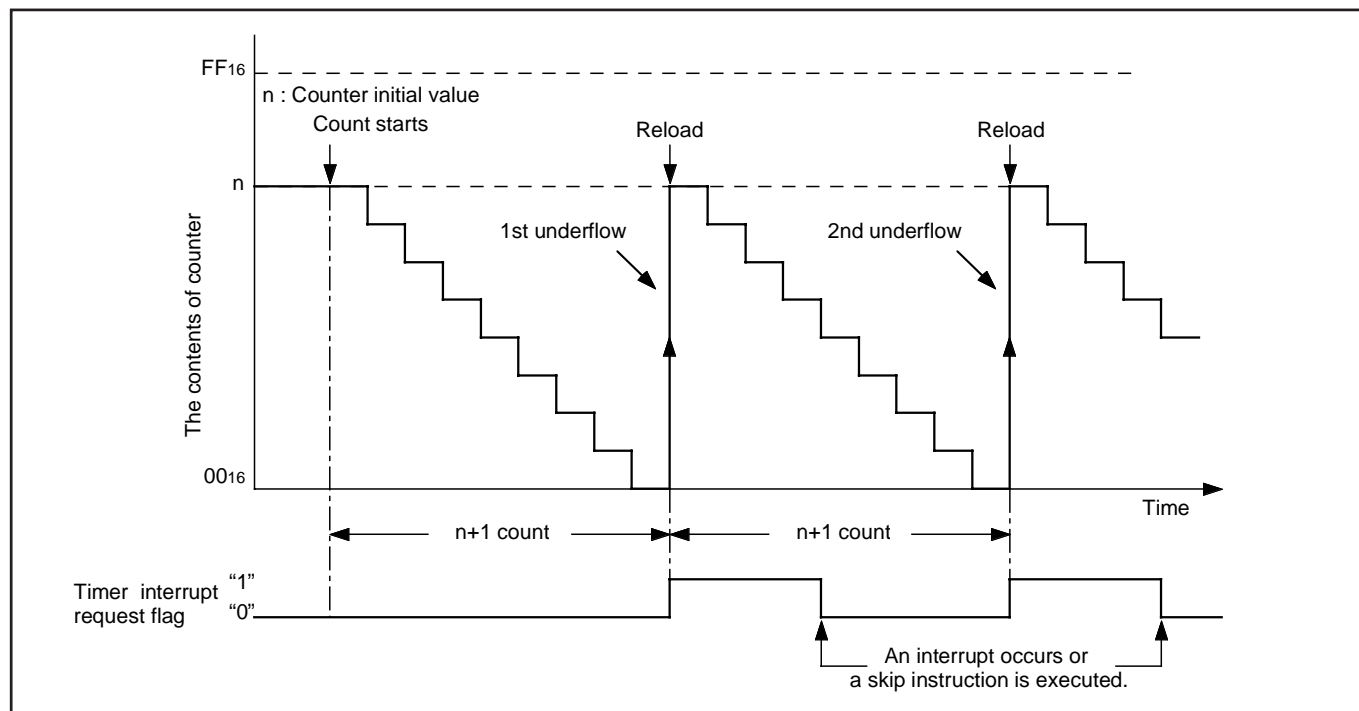 FF16
n : Counter initial value
Count starts
Reload
Reload
n
1st underflow
2nd underflow
The contents of counter
0016
Time
n+1 count
n+1 count
Timer interrupt
request flag
“1”
“0”
An interrupt occurs or
a skip instruction is executed.